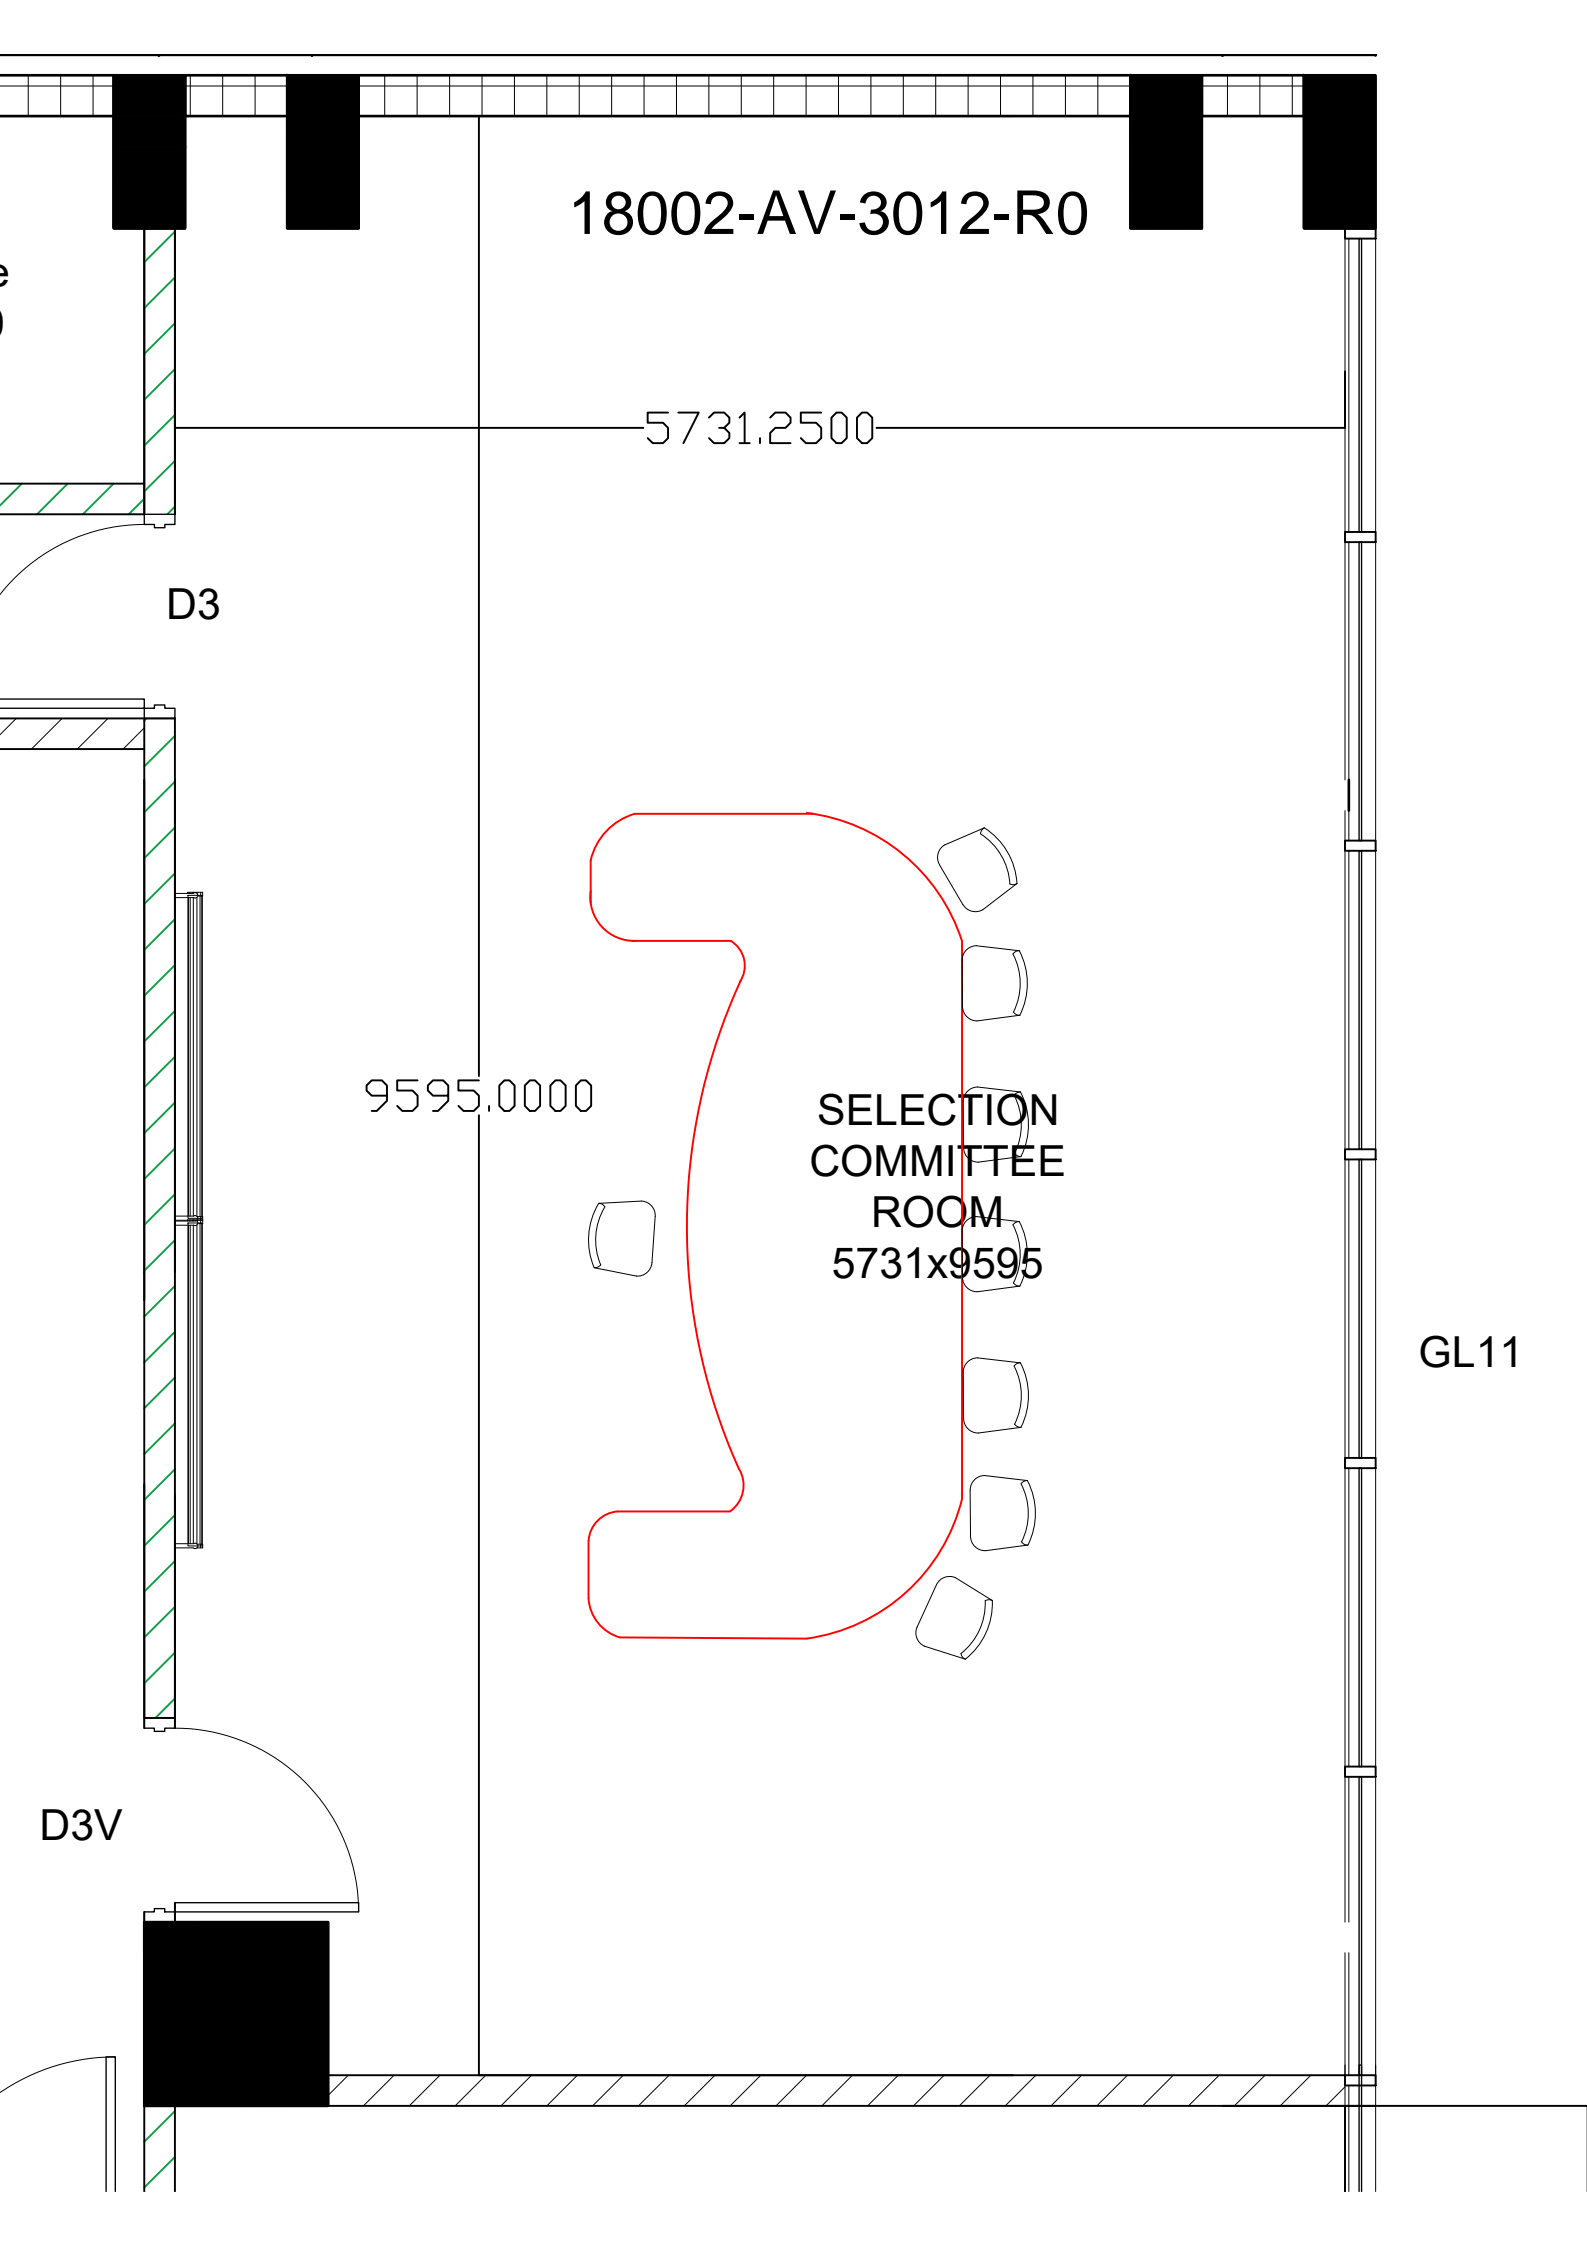 18002-AV-3012-R0
5731.2500
D3
9595.0000
SELECTION
COMMITTEE
ROOM
5731x9595
GL11
D3V